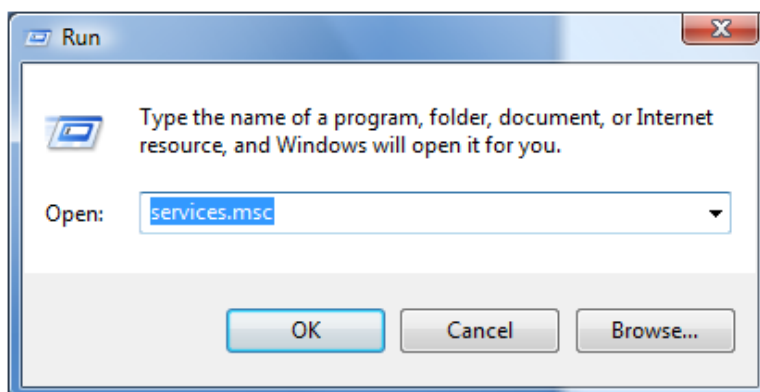 Run
Type the name of a program, folder, document, or Internet
resource, and Windows will open it for you.
Open: services.msc
OK Cancel Browse...